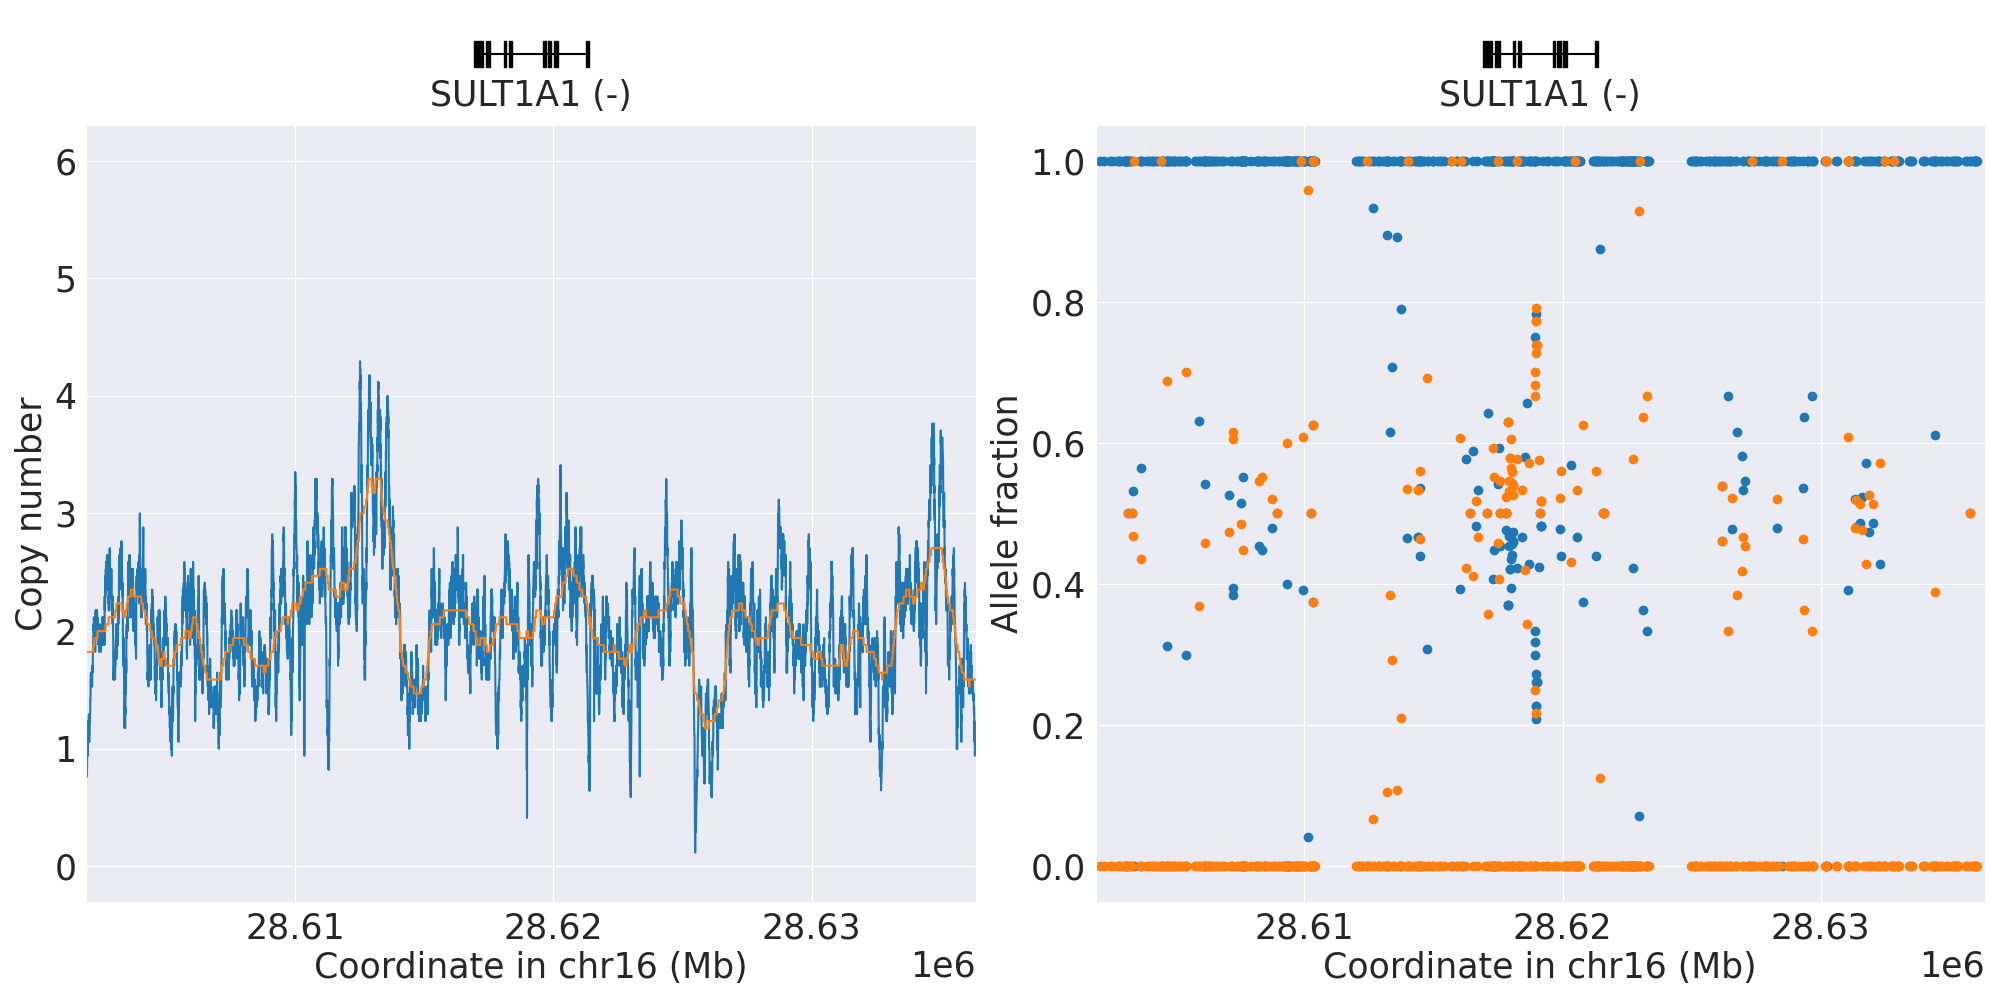 SULT1A1 (-)
Copy number
6
5
4
3
2
1
0
28.61
28.62
28.63
Coordinate in chr16 (Mb)
1e6
SULT1A1 (-)
Allele fraction
1.0
0.8
0.6
0.4
0.2
0.0
28.61
28.62
28.63
Coordinate in chr16 (Mb)
1e6